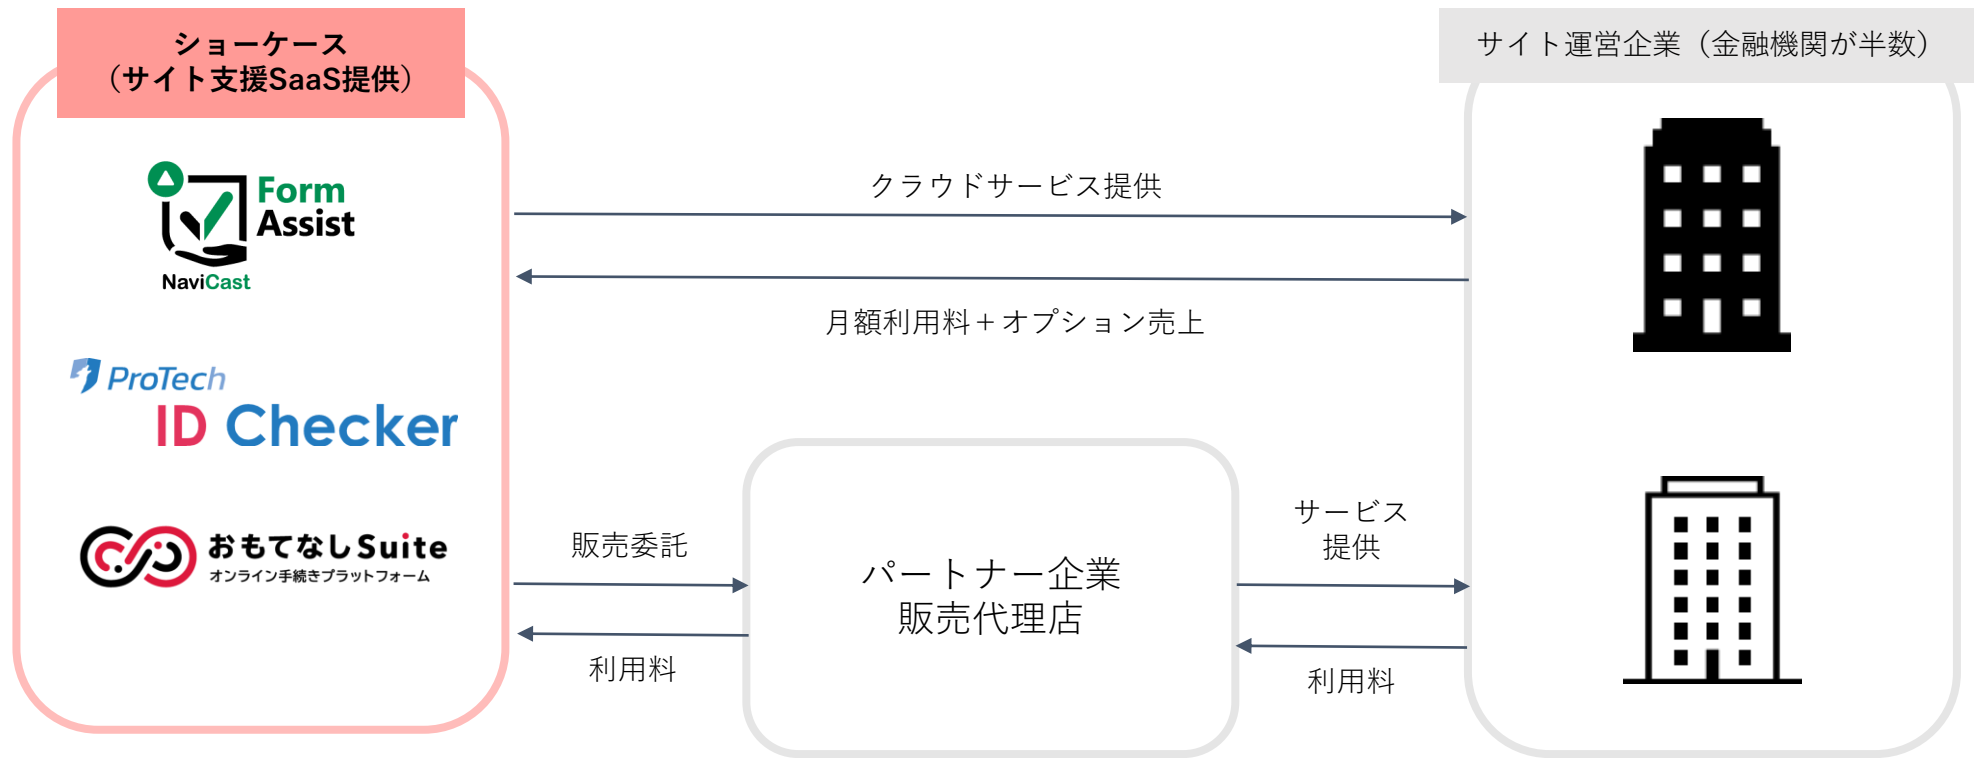 ショーケース
（サイト支援SaaS提供）
サイト運営企業（金融機関が半数）
Form
Assist
NaviCast
クラウドサービス提供
月額利用料＋オプション売上
ProTech
ID Checker
おもてなしSuite
オンライン手続きプラットフォーム
販売委託
利用料
パートナー企業
販売代理店
サービス
提供
利用料